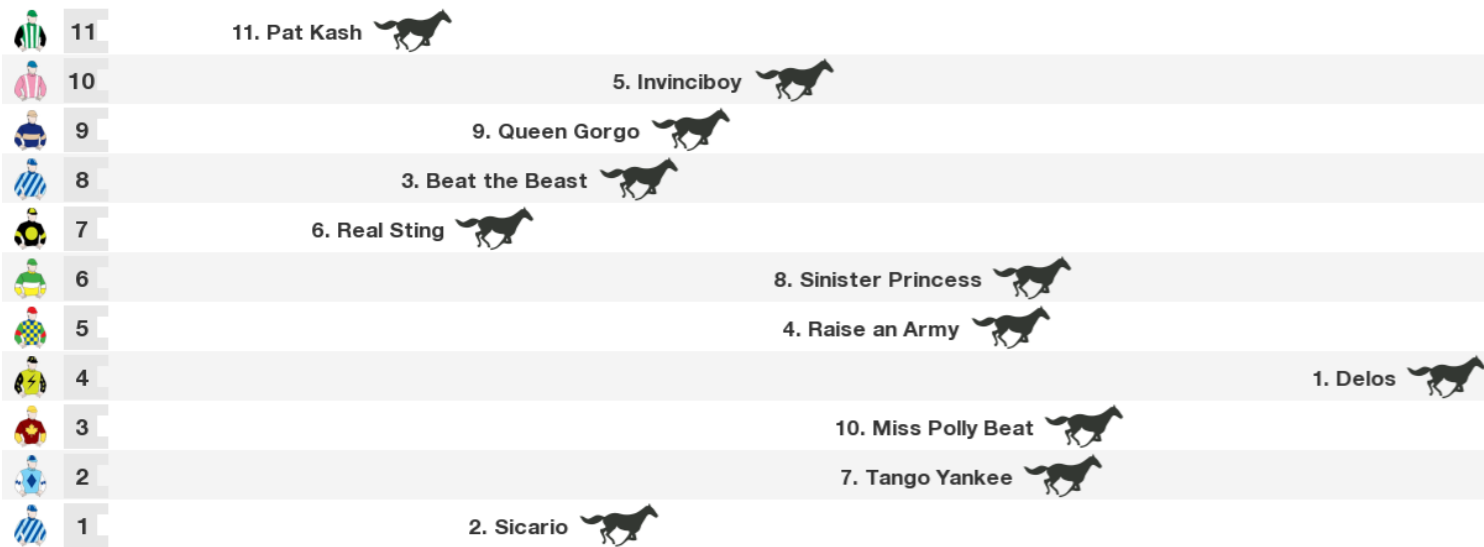 11 11. Pat Kash
10 5. Invinciboy
9 9. Queen Gorgo
8 3. Beat the Beast
7 6. Real Sting
6 8. Sinister Princess
5 4. Raise an Army
4 1. Delos
3 10. Miss Polly Beat
2 7. Tango Yankee
1 2. Sicario